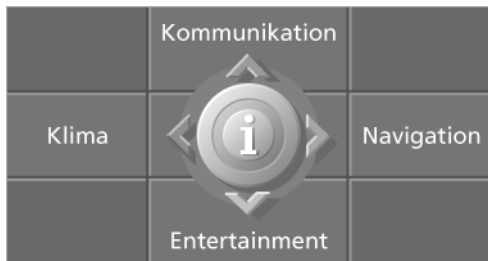 Kommunikation
Klima
i
Navigation
Entertainment